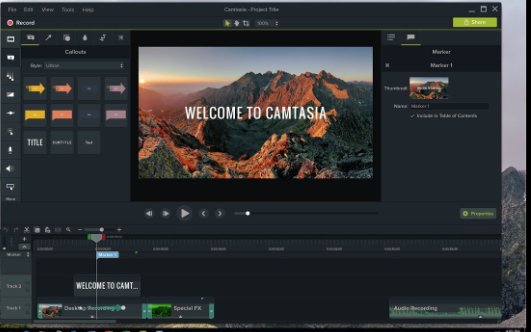 File Edit View Tools Help
Camtasia - Project Title
Record
100%
Share
Callouts
Style
Marker
Marker 1
Thumbnail
Name: Marker 1
Include in Table of Contents
WELCOME TO CAMTASIA
TITLE
SUBTITLE
Text
More
Properties
Marker
Marker 1
Track 2
WELCOME TO CAMT...
Track 1
Desktop Recording
Special FX
Audio Recording